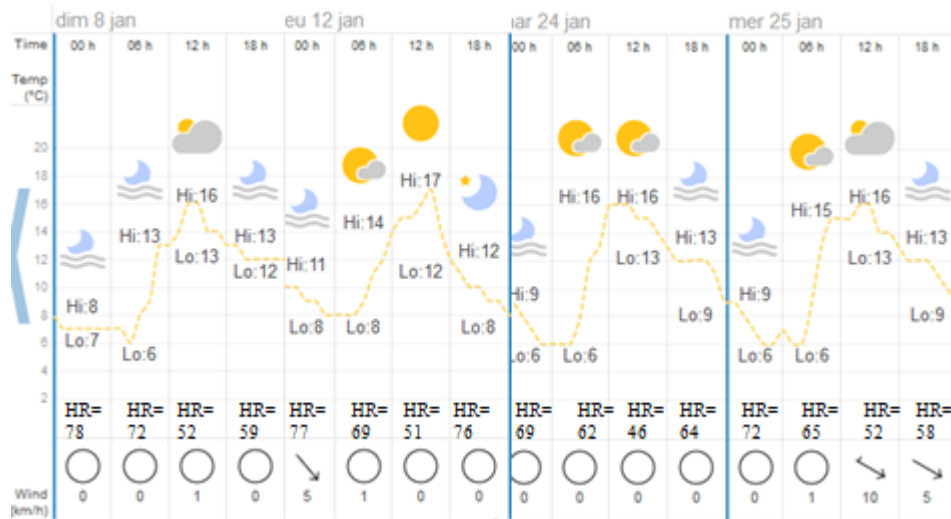 dim 8 jan eu 12 jan ar 24 jan mer 25 jan
Time 00 h 06 h 12 h 18 h 00 h 06 h 12 h 18 h 00 h 06 h 12 h 18 h 00 h 06 h 12 h 18 h
Temp
(°C)
20
18
16
14
12
10
8
6
4
2
Hi:8 Hi:13 Hi:16 Hi:13 Hi:11 Hi:14 Hi:17 Hi:12 Hi:9 Hi:16 Hi:16 Hi:13 Hi:9 Hi:15 Hi:16 Hi:13
Lo:7 Lo:6 Lo:13 Lo:12 Lo:8 Lo:8 Lo:12 Lo:8 Lo:6 Lo:6 Lo:13 Lo:9 Lo:6 Lo:6 Lo:13 Lo:9
HR= HR= HR= HR= HR= HR= HR= HR= HR= HR= HR= HR= HR= HR= HR= HR=
78 72 52 59 77 69 51 76 69 62 46 64 72 65 52 58
Wind 0 0 1 0 5 1 0 0 0 0 0 0 0 1 10 5
(km/h)